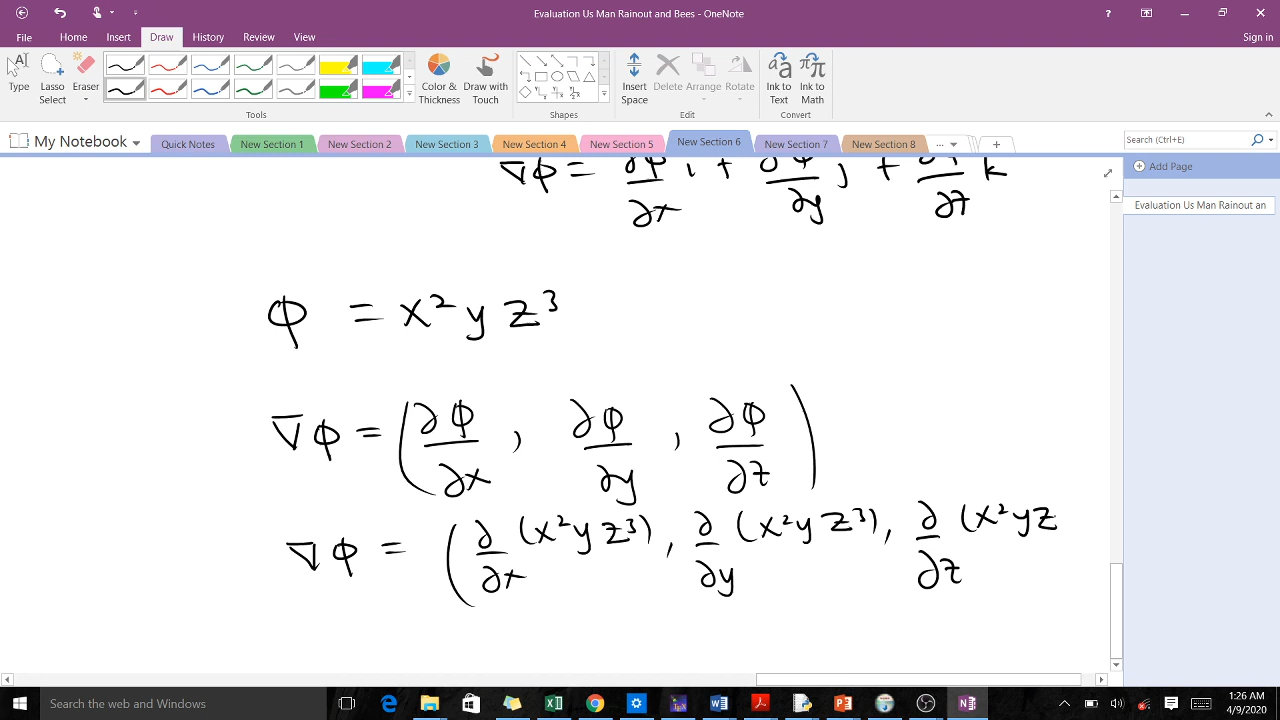 Evaluation Us Man Rainout and Bees - OneNote
File Home Insert Draw History Review View Sign in
Type Lasso Select Eraser Color & Thickness Draw with Touch Insert Space Delete Arrange Rotate Ink to Text Ink to Math
Tools Shapes Edit Convert
My Notebook Quick Notes New Section 1 New Section 2 New Section 3 New Section 4 New Section 5 New Section 6 New Section 7 New Section 8 ... + Search (Ctrl+E)
Add Page
Evaluation Us Man Rainout an
∇φ = ∂φ/∂x i + ∂φ/∂y j + ∂φ/∂z k
φ = x²yz³
∇φ = (∂φ/∂x, ∂φ/∂y, ∂φ/∂z)
∇φ = (∂/∂x (x²yz³), ∂/∂y (x²yz³), ∂/∂z (x²yz
Search the web and Windows
1:26 AM
4/9/2020